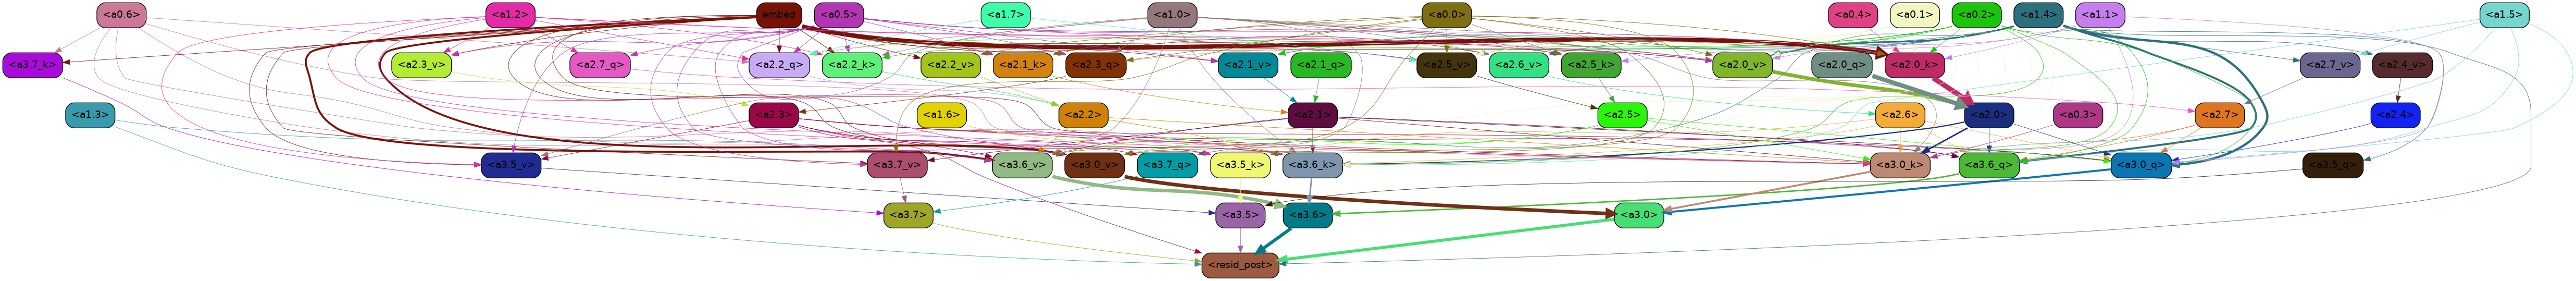 <a0.6> <a1.2> embed <a0.5> <a1.7> <a1.0> <a0.0> <a0.4> <a0.1> <a0.2> <a1.4> <a1.1> <a1.5>
<a3.7_k> <a2.3_v> <a2.7_q> <a2.2_q> <a2.2_k> <a2.2_v> <a2.1_k> <a2.3_q> <a2.1_v> <a2.1_q> <a2.5_v> <a2.6_v> <a2.5_k> <a2.0_v> <a2.0_q> <a2.0_k> <a2.7_v> <a2.4_v>
<a1.3> <a2.3> <a1.6> <a2.2> <a2.1> <a2.5> <a2.6> <a2.0> <a0.3> <a2.7> <a2.4>
<a3.5_v> <a3.7_v> <a3.6_v> <a3.0_v> <a3.7_q> <a3.5_k> <a3.6_k> <a3.0_k> <a3.6_q> <a3.0_q> <a3.5_q>
<a3.7> <a3.5> <a3.6> <a3.0>
<resid_post>